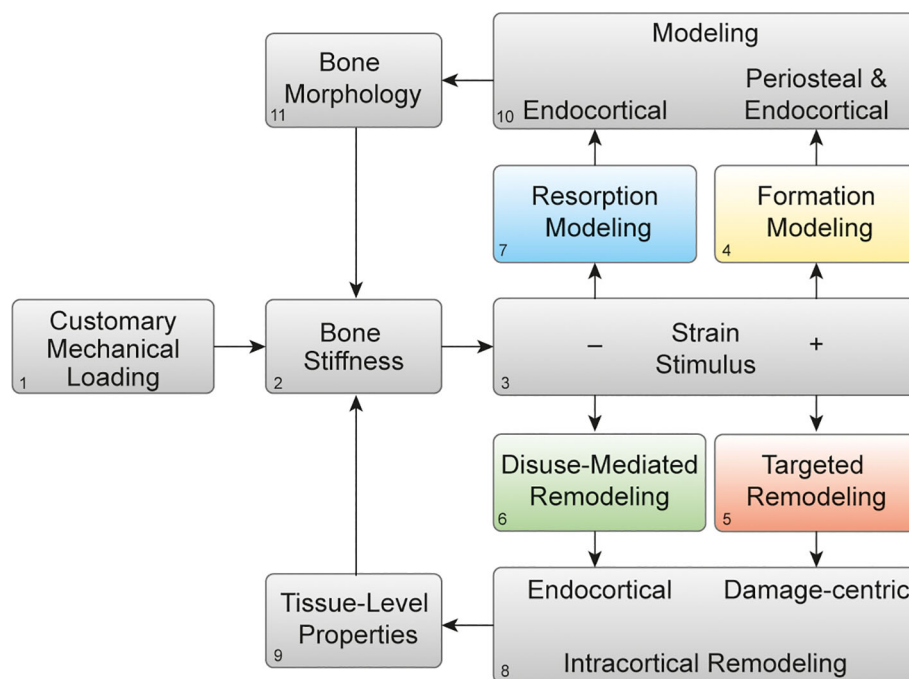 Modeling
Bone
Morphology
11
Periosteal &
Endocortical
Endocortical
10
Resorption
Modeling
7
Formation
Modeling
4
Customary
Mechanical
Loading
1
Bone
Stiffness
2
– Strain +
Stimulus
3
Disuse-Mediated
Remodeling
6
Targeted
Remodeling
5
Tissue-Level
Properties
9
Endocortical
Damage-centric
Intracortical Remodeling
8